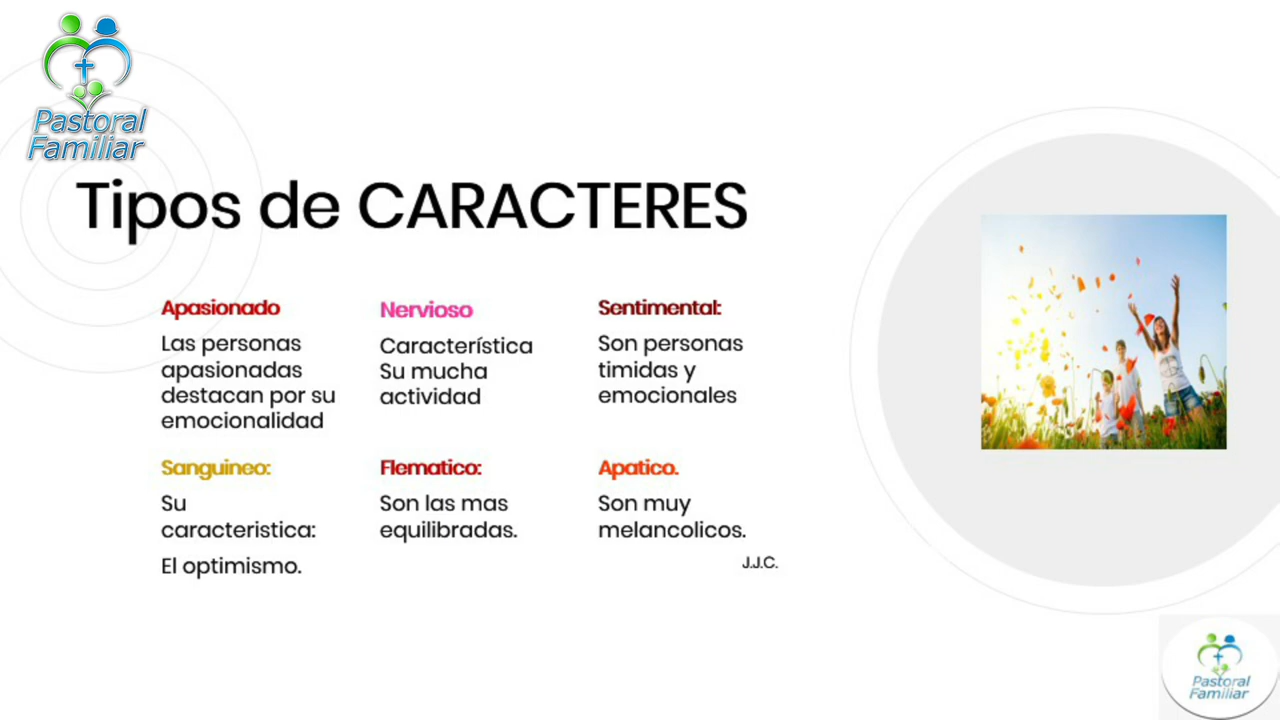 Pastoral
Familiar
Tipos de CARACTERES
Apasionado
Las personas
apasionadas
destacan por su
emocionalidad
Nervioso
Característica
Su mucha
actividad
Sentimental:
Son personas
timidas y
emocionales
Sanguineo:
Su
caracteristica:
El optimismo.
Flematico:
Son las mas
equilibradas.
Apatico.
Son muy
melancolicos.
J.J.C.
Pastoral
Familiar